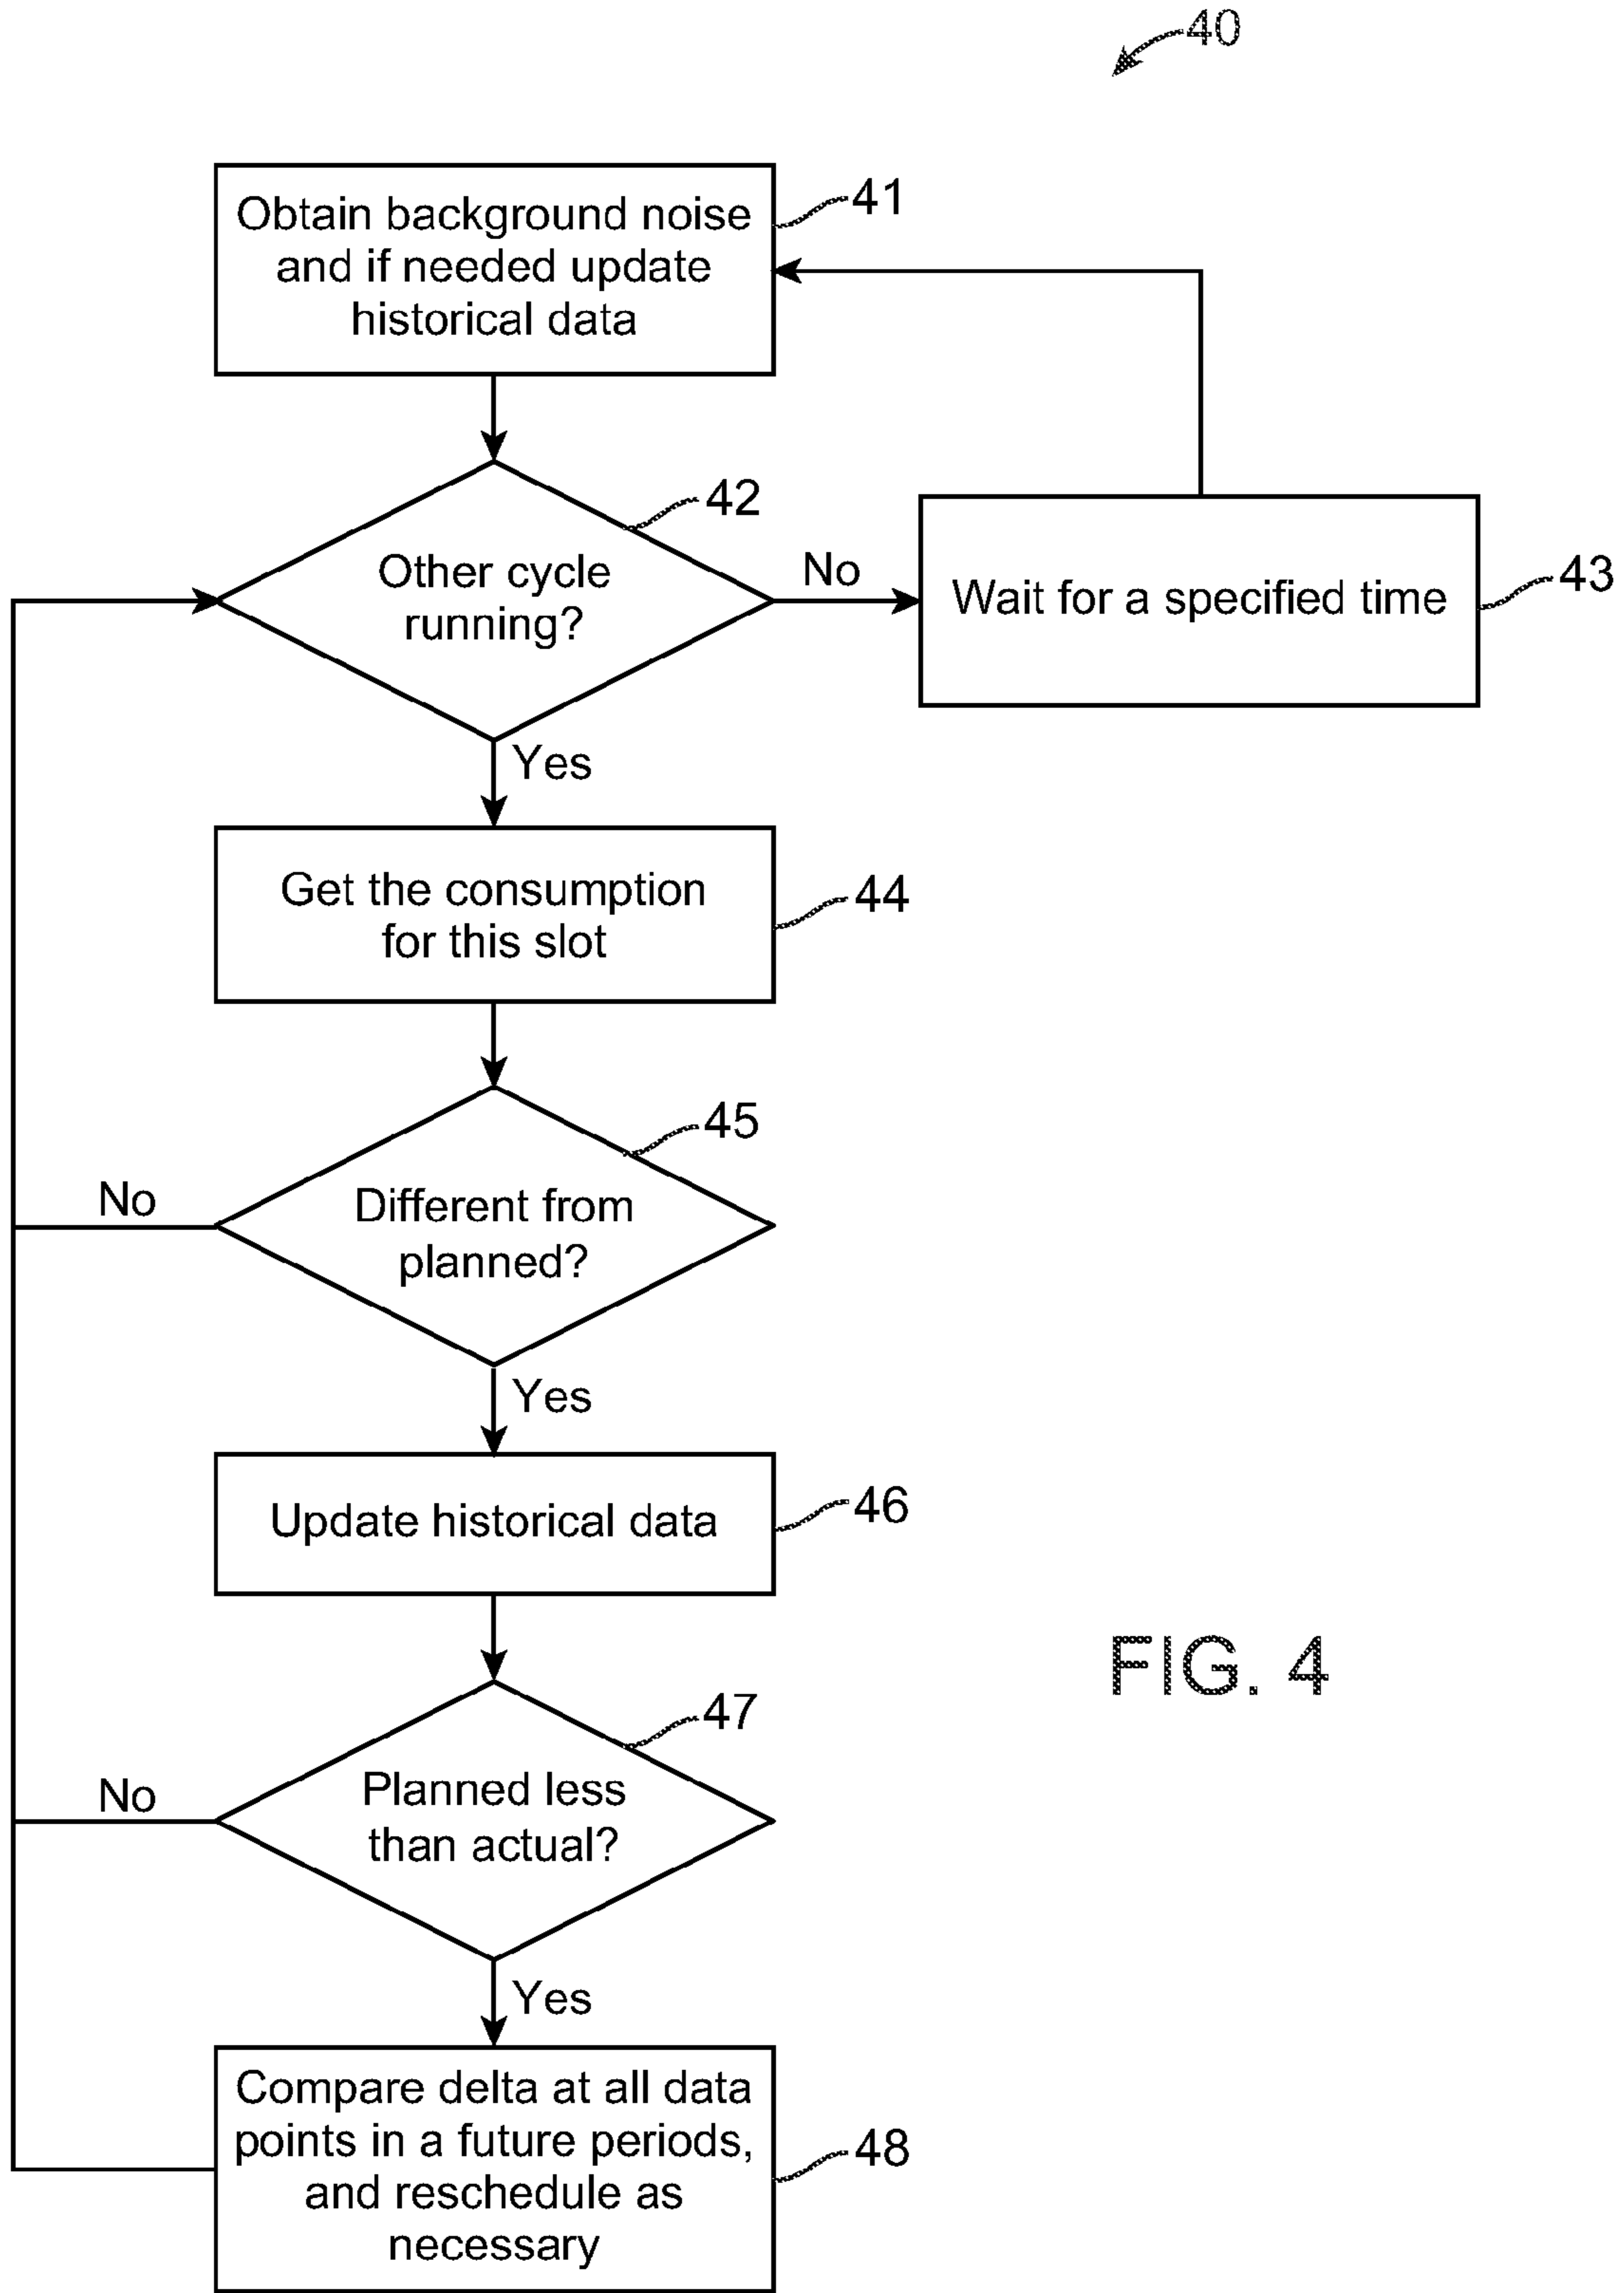 40
Obtain background noise
and if needed update
historical data
41
Other cycle
running?
42
No
Wait for a specified time
43
Yes
Get the consumption
for this slot
44
Different from
planned?
45
No
Yes
Update historical data
46
Planned less
than actual?
47
No
Yes
Compare delta at all data
points in a future periods,
and reschedule as
necessary
48
FIG. 4